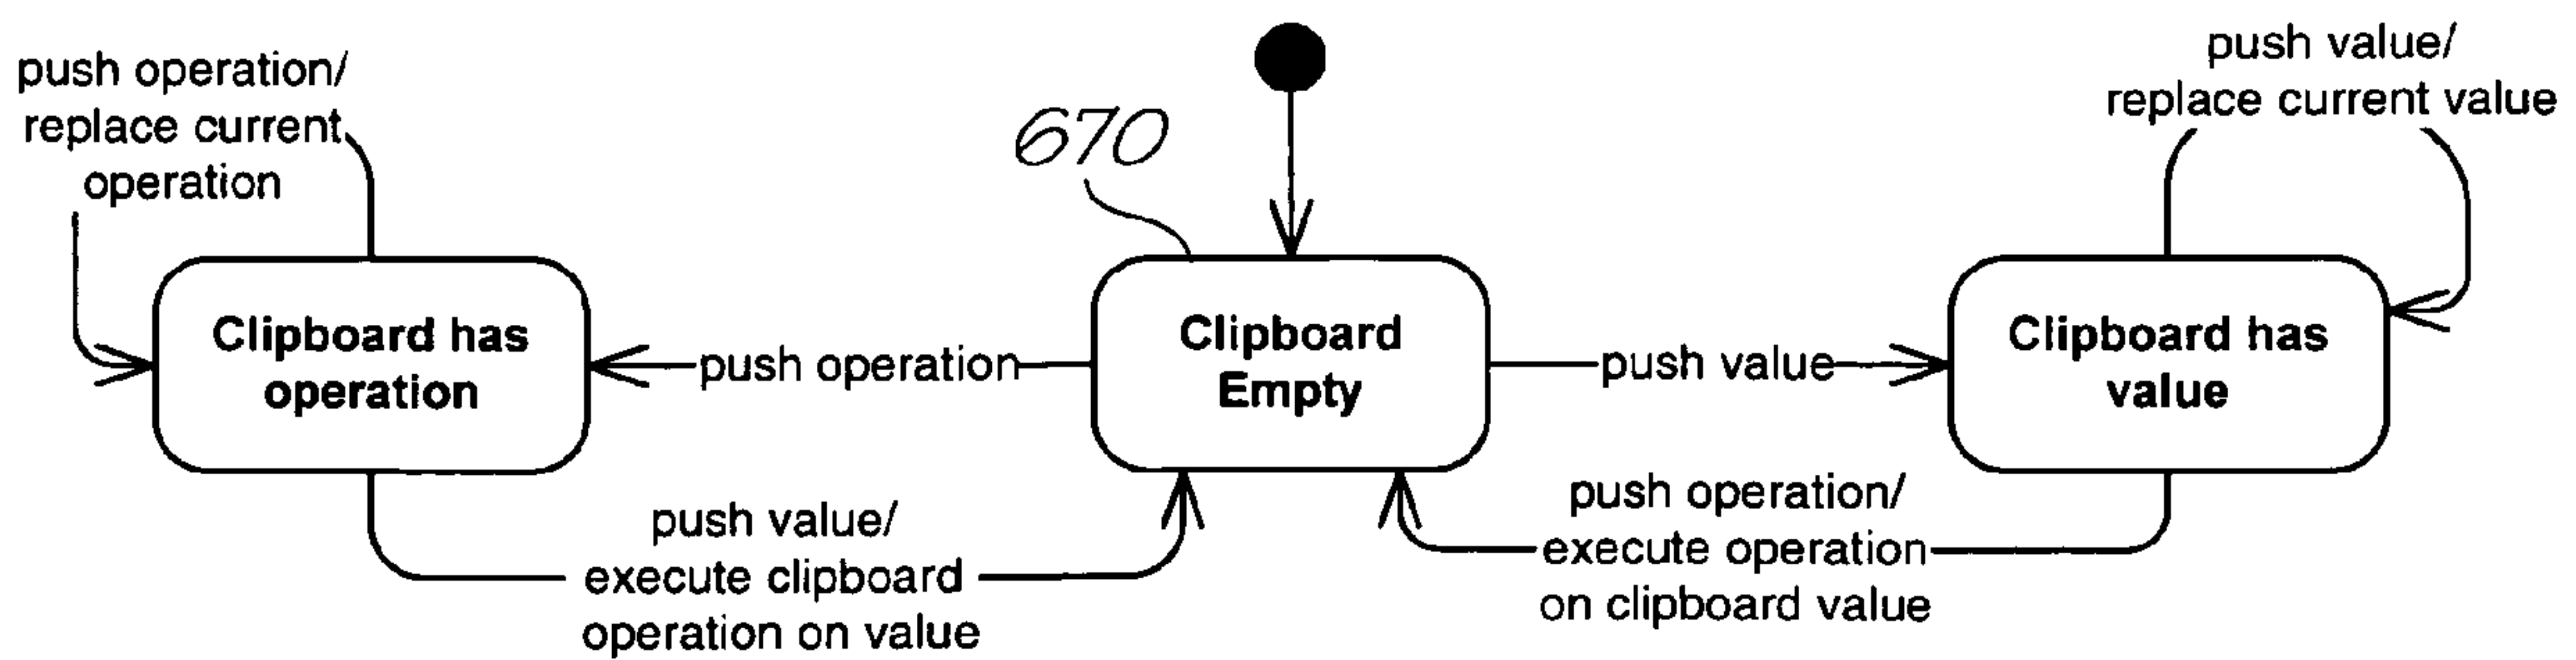 push operation/
replace current
operation
670
push value/
replace current value
Clipboard has
operation
push operation
Clipboard
Empty
push value
Clipboard has
value
push value/
execute clipboard
operation on value
push operation/
execute operation
on clipboard value